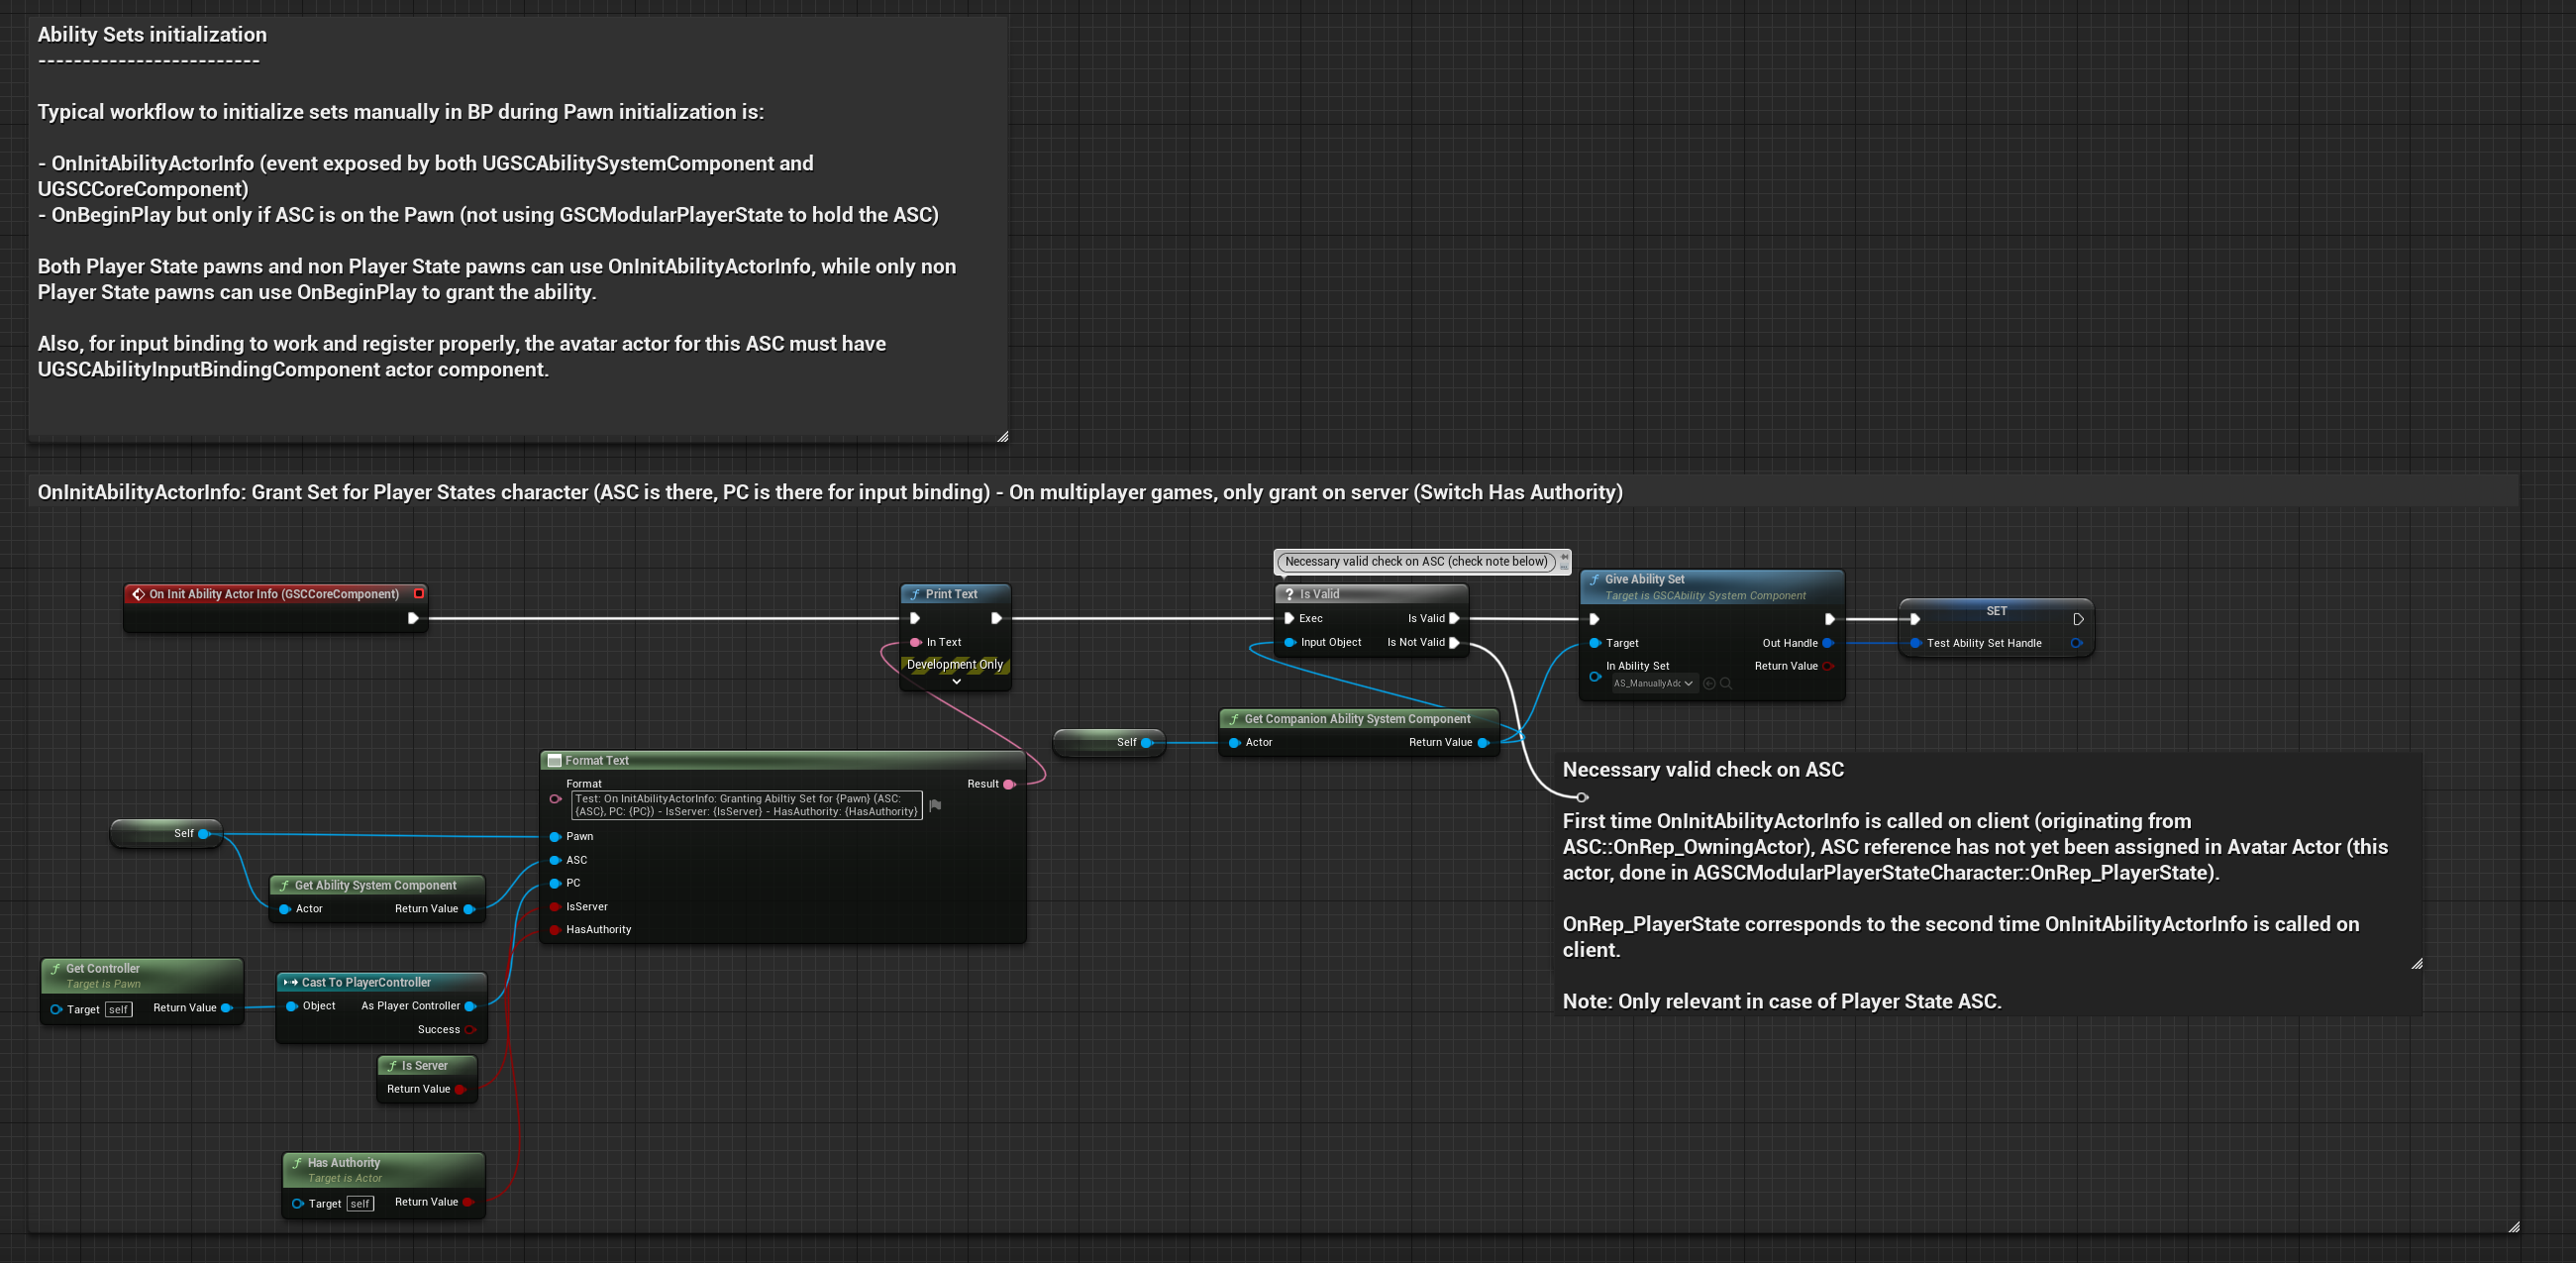 Ability Sets initialization
-------------------------
Typical workflow to initialize sets manually in BP during Pawn initialization is:
- OnInitAbilityActorInfo (event exposed by both UGSCAbilitySystemComponent and
UGSCCoreComponent)
- OnBeginPlay but only if ASC is on the Pawn (not using GSCModularPlayerState to hold the ASC)
Both Player State pawns and non Player State pawns can use OnInitAbilityActorInfo, while only non
Player State pawns can use OnBeginPlay to grant the ability.
Also, for input binding to work and register properly, the avatar actor for this ASC must have
UGSCAbilityInputBindingComponent actor component.
OnInitAbilityActorInfo: Grant Set for Player States character (ASC is there, PC is there for input binding) - On multiplayer games, only grant on server (Switch Has Authority)
On Init Ability Actor Info (GSCCoreComponent)
Print Text
In Text
Development Only
Necessary valid check on ASC (check note below)
? Is Valid
Exec Is Valid
Input Object Is Not Valid
Give Ability Set
Target is GSCAbility System Component
Target Out Handle
In Ability Set Return Value
AS_ManuallyAdc
SET
Test Ability Set Handle
Self
Get Companion Ability System Component
Actor Return Value
Format Text
Format Result
Test: On InitAbilityActorInfo: Granting Abiltiy Set for {Pawn} (ASC:
{ASC}, PC: {PC}) - IsServer: {IsServer} - HasAuthority: {HasAuthority}
Pawn
ASC
PC
IsServer
HasAuthority
Self
Get Ability System Component
Actor Return Value
Get Controller
Target is Pawn
Target self Return Value
Cast To PlayerController
Object As Player Controller
Success
Is Server
Return Value
Has Authority
Target is Actor
Target self Return Value
Necessary valid check on ASC
First time OnInitAbilityActorInfo is called on client (originating from
ASC::OnRep_OwningActor), ASC reference has not yet been assigned in Avatar Actor (this
actor, done in AGSCModularPlayerStateCharacter::OnRep_PlayerState).
OnRep_PlayerState corresponds to the second time OnInitAbilityActorInfo is called on
client.
Note: Only relevant in case of Player State ASC.